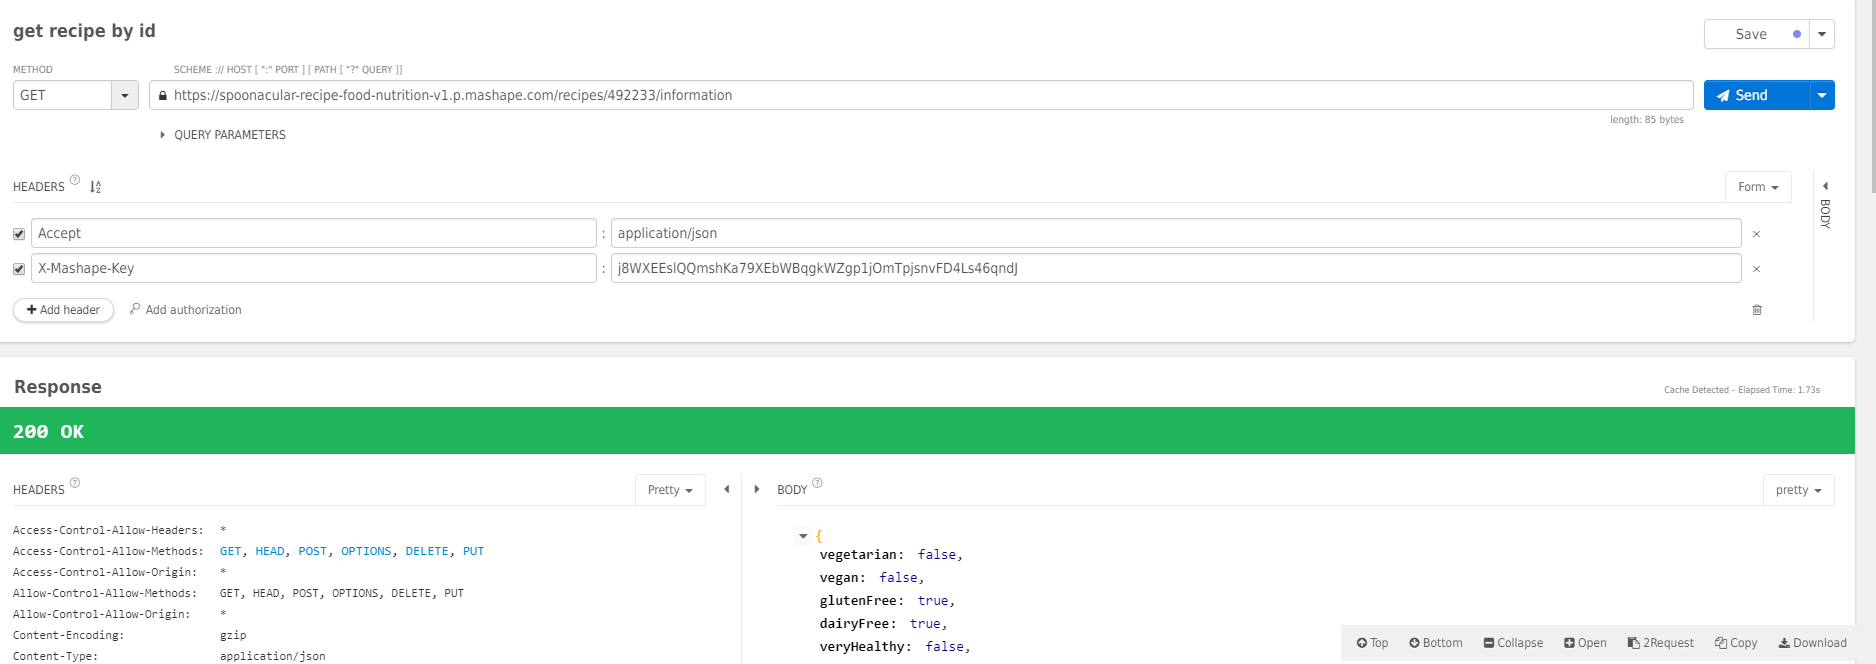 get recipe by id
Save
METHOD
SCHEME :// HOST [ ":" PORT ] [ PATH [ "?" QUERY ]]
GET
https://spoonacular-recipe-food-nutrition-v1.p.mashape.com/recipes/492233/information
Send
length: 85 bytes
QUERY PARAMETERS
HEADERS
Form
BODY
Accept : application/json
X-Mashape-Key : j8WXEEslQQmshKa79XEbWBqgkWZgp1jOmTpjsnvFD4Ls46qndJ
Add header
Add authorization
Response
Cache Detected - Elapsed Time: 1.73s
200 OK
HEADERS
Pretty
Access-Control-Allow-Headers: *
Access-Control-Allow-Methods: GET, HEAD, POST, OPTIONS, DELETE, PUT
Access-Control-Allow-Origin: *
Allow-Control-Allow-Methods: GET, HEAD, POST, OPTIONS, DELETE, PUT
Allow-Control-Allow-Origin: *
Content-Encoding: gzip
Content-Type: application/json
BODY
pretty
{
vegetarian: false,
vegan: false,
glutenFree: true,
dairyFree: true,
veryHealthy: false,
Top Bottom Collapse Open 2Request Copy Download